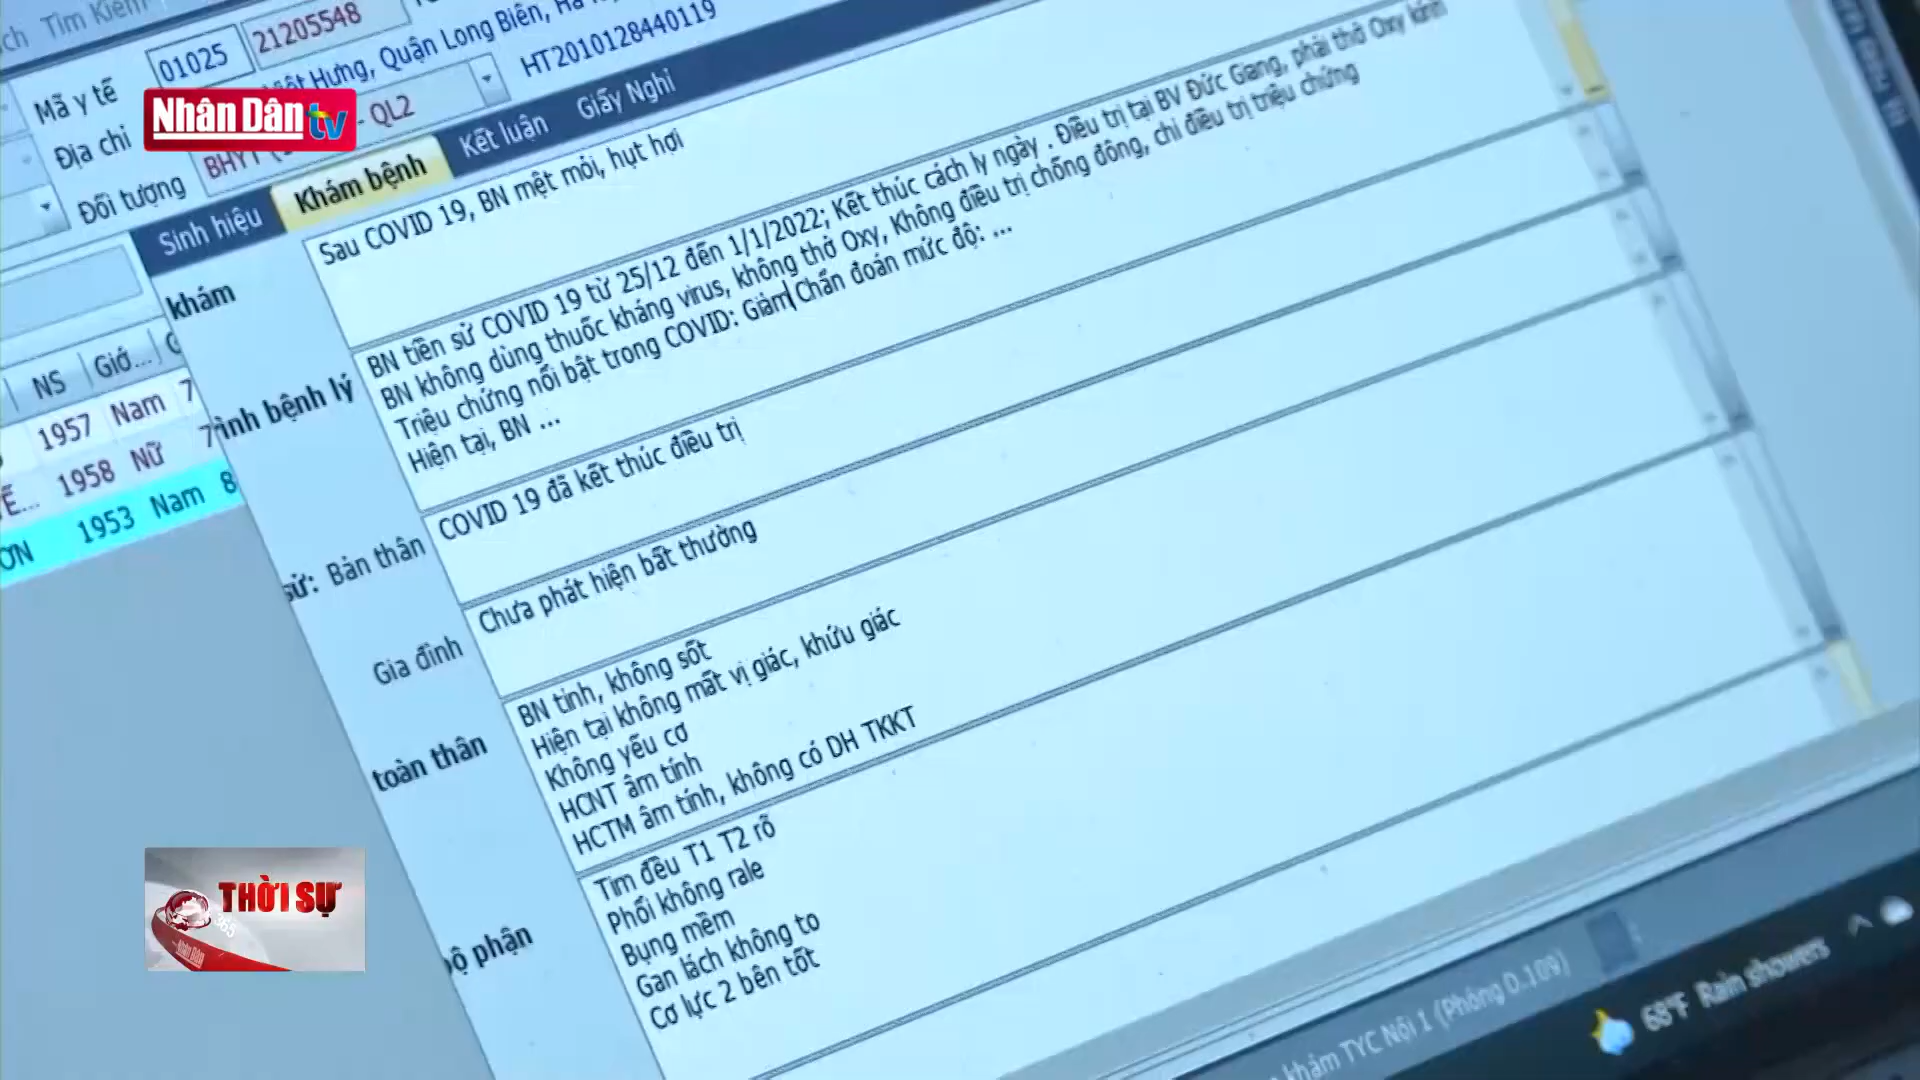 Tìm Kiếm
Mã y tế 01025 21205548
Địa chỉ Hưng, Quận Long Biên,
Đối tượng BHYT - QL2 HT2010128440119
Nhân Dân tv
Sinh hiệu Khám bệnh Kết luận Giấy Nghỉ
khám
Sau COVID 19, BN mệt mỏi, hụt hơi
bệnh lý
BN tiền sử COVID 19 từ 25/12 đến 1/1/2022; Kết thúc cách ly ngày . Điều trị tại BV Đức Giang, phải thở Oxy kính
BN không dùng thuốc kháng virus, không thở Oxy, Không điều trị chống đông, chỉ điều trị triệu chứng
Triệu chứng nổi bật trong COVID: Giảm Chẩn đoán mức độ: ...
Hiện tại, BN ...
sử: Bản thân
COVID 19 đã kết thúc điều trị
Gia đình
Chưa phát hiện bất thường
toàn thân
BN tỉnh, không sốt
Hiện tại không mất vị giác, khứu giác
Không yếu cơ
HCNT âm tính
HCTM âm tính, không có DH TKKT
bộ phận
Tim đều T1 T2 rõ
Phổi không rale
Bụng mềm
Gan lách không to
Cơ lực 2 bên tốt
NS Giớ...
1957 Nam 7
1958 Nữ 7
1953 Nam 8
THỜI SỰ
365
Nhân Dân
khám TYC Nội 1 (Phòng D.109)
68°F Rain showers